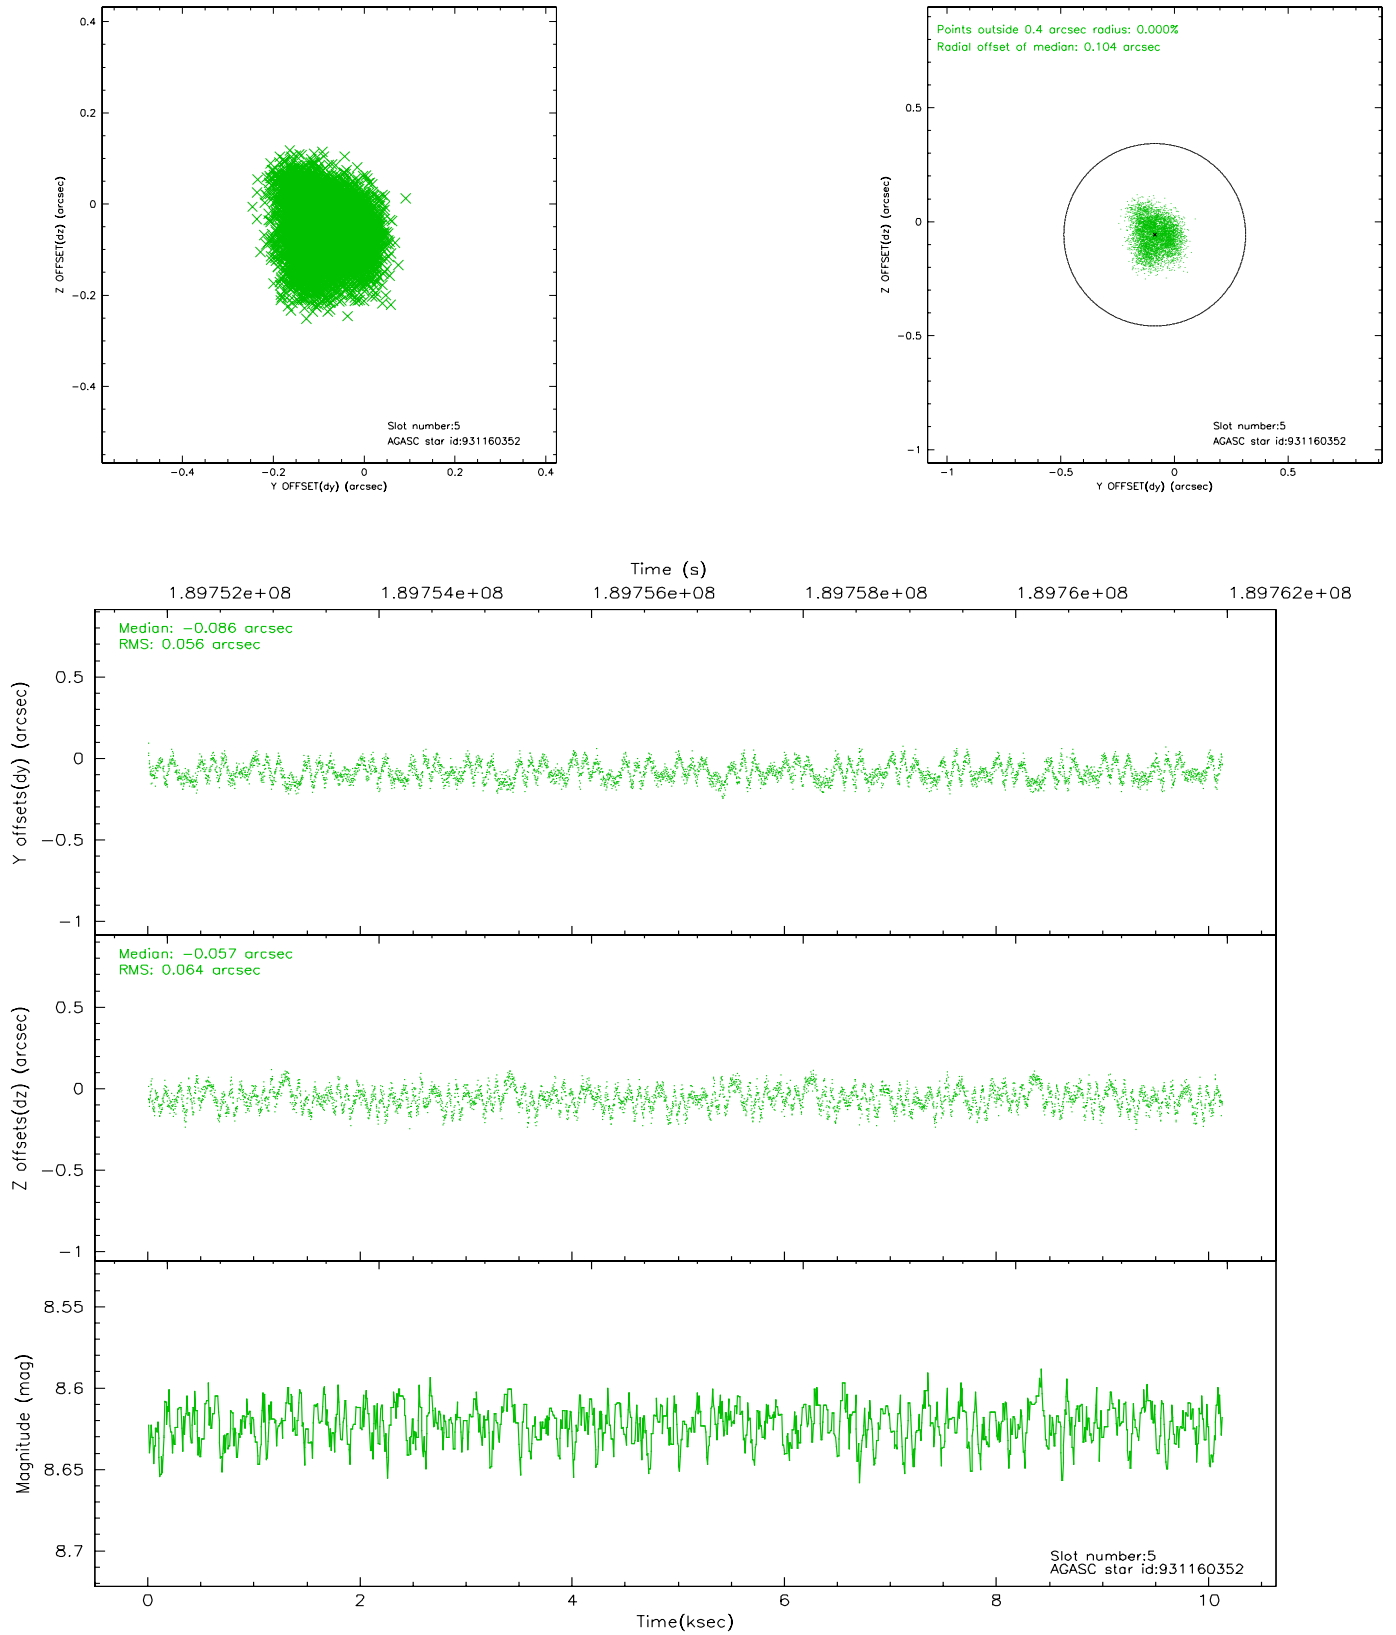 0.4
0.2
0
−0.2
−0.4
Z OFFSET(dz) (arcsec)
Slot number:5
AGASC star id:931160352
−0.4 −0.2 0 0.2 0.4
Y OFFSET(dy) (arcsec)
Points outside 0.4 arcsec radius: 0.000%
Radial offset of median: 0.104 arcsec
0.5
0
−0.5
−1
Z OFFSET(dz) (arcsec)
Slot number:5
AGASC star id:931160352
−1 −0.5 0 0.5
Y OFFSET(dy) (arcsec)
Time (s)
1.89752e+08 1.89754e+08 1.89756e+08 1.89758e+08 1.8976e+08 1.89762e+08
Median: −0.086 arcsec
RMS: 0.056 arcsec
0.5
0
−0.5
−1
Y offsets(dy) (arcsec)
Median: −0.057 arcsec
RMS: 0.064 arcsec
0.5
0
−0.5
−1
Z offsets(dz) (arcsec)
8.55
8.6
8.65
8.7
Magnitude (mag)
Slot number:5
AGASC star id:931160352
0 2 4 6 8 10
Time(ksec)